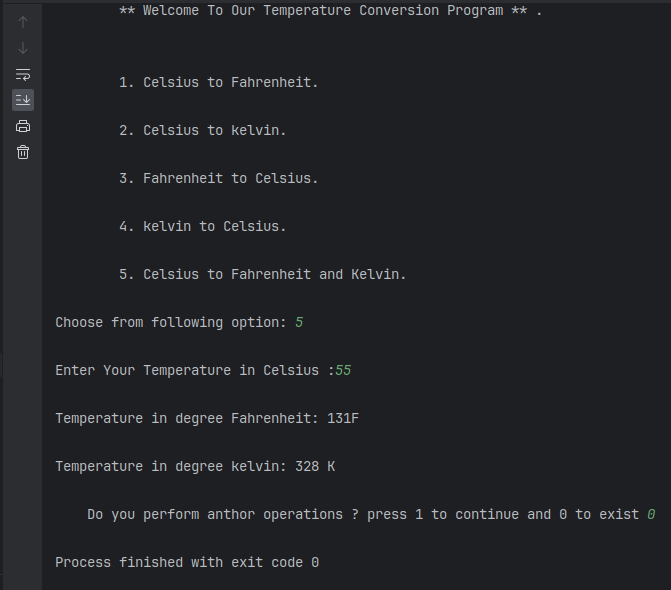 ** Welcome To Our Temperature Conversion Program ** .
1. Celsius to Fahrenheit.
2. Celsius to kelvin.
3. Fahrenheit to Celsius.
4. kelvin to Celsius.
5. Celsius to Fahrenheit and Kelvin.
Choose from following option: 5
Enter Your Temperature in Celsius :55
Temperature in degree Fahrenheit: 131F
Temperature in degree kelvin: 328 K
Do you perform anthor operations ? press 1 to continue and 0 to exist 0
Process finished with exit code 0